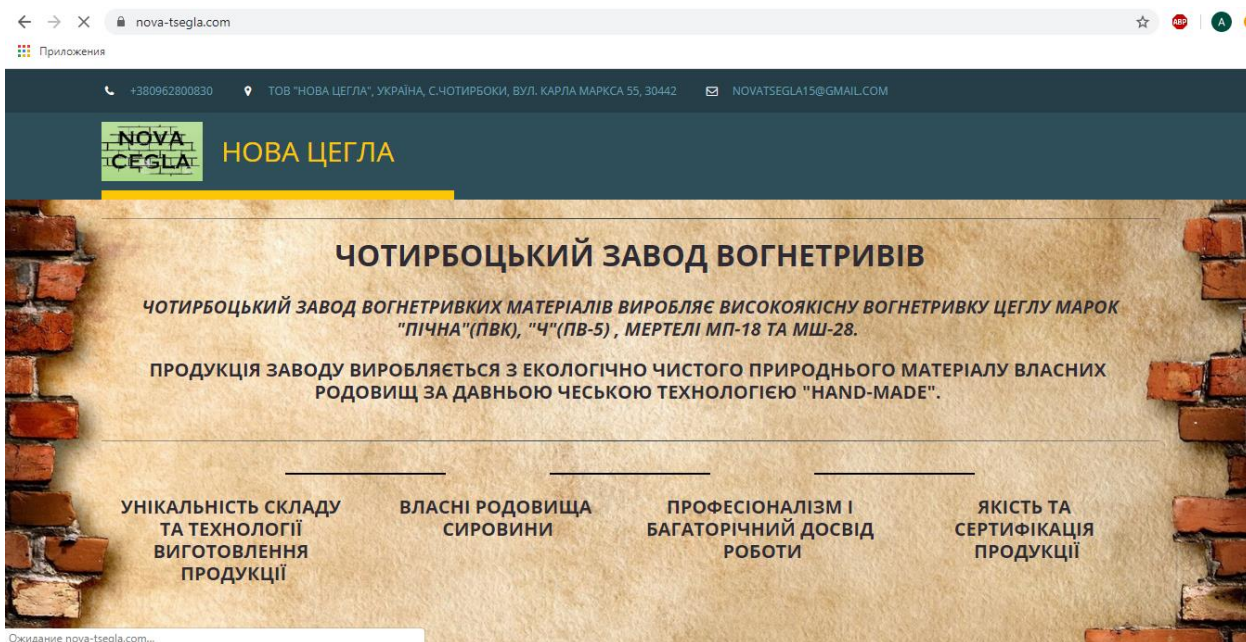 nova-tsegla.com
ABP
A
Приложения
+380962800830 ТОВ "НОВА ЦЕГЛА", УКРАЇНА, С.ЧОТИРБОКИ, ВУЛ. КАРЛА МАРКСА 55, 30442 NOVATSEGLA15@GMAIL.COM
NOVA
CEGLA
НОВА ЦЕГЛА
ЧОТИРБОЦЬКИЙ ЗАВОД ВОГНЕТРИВІВ
ЧОТИРБОЦЬКИЙ ЗАВОД ВОГНЕТРИВКИХ МАТЕРІАЛІВ ВИРОБЛЯЄ ВИСОКОЯКІСНУ ВОГНЕТРИВКУ ЦЕГЛУ МАРОК
"ПІЧНА"(ПВК), "Ч"(ПВ-5) , МЕРТЕЛІ МП-18 ТА МШ-28.
ПРОДУКЦІЯ ЗАВОДУ ВИРОБЛЯЄТЬСЯ З ЕКОЛОГІЧНО ЧИСТОГО ПРИРОДНЬОГО МАТЕРІАЛУ ВЛАСНИХ
РОДОВИЩ ЗА ДАВНЬОЮ ЧЕСЬКОЮ ТЕХНОЛОГІЄЮ "HAND-MADE".
УНІКАЛЬНІСТЬ СКЛАДУ
ТА ТЕХНОЛОГІЇ
ВИГОТОВЛЕННЯ
ПРОДУКЦІЇ
ВЛАСНІ РОДОВИЩА
СИРОВИНИ
ПРОФЕСІОНАЛІЗМ І
БАГАТОРІЧНИЙ ДОСВІД
РОБОТИ
ЯКІСТЬ ТА
СЕРТИФІКАЦІЯ
ПРОДУКЦІЇ
Ожидание nova-tsegla.com...